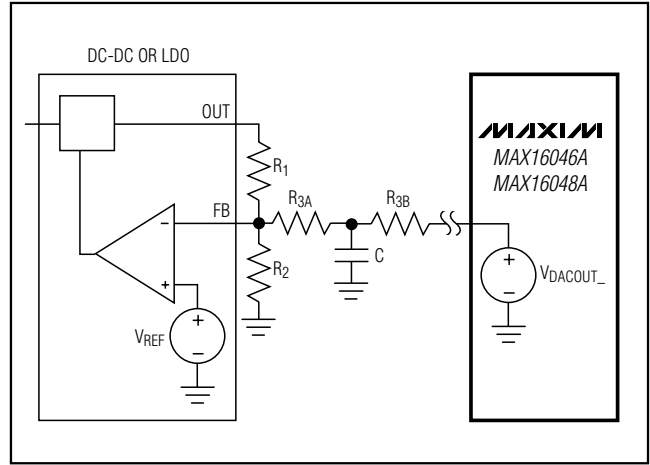 DC-DC OR LDO
OUT
R1
FB
R3A
R3B
R2
C
VREF
MAXIM
MAX16046A
MAX16048A
VDACOUT_
+
−
+
−
+
−